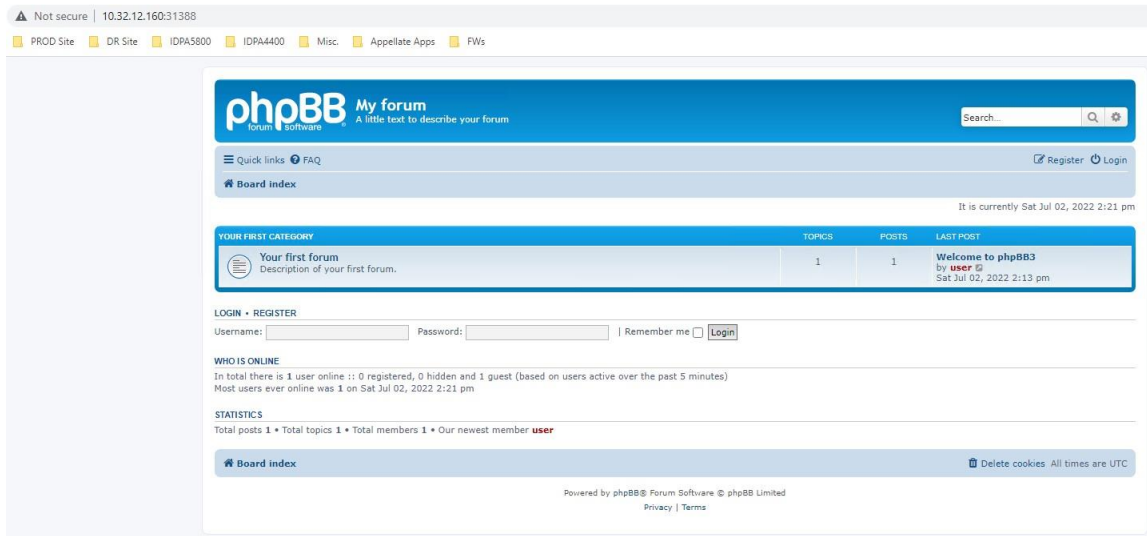 Not secure | 10.32.12.160:31388
PROD Site DR Site IDPA5800 IDPA4400 Misc. Appellate Apps FWs
phpBB® forum software
My forum
A little text to describe your forum
Search…
Quick links FAQ Register Login
Board index
It is currently Sat Jul 02, 2022 2:21 pm
YOUR FIRST CATEGORY TOPICS POSTS LAST POST
Your first forum 1 1 Welcome to phpBB3
Description of your first forum. by user
Sat Jul 02, 2022 2:13 pm
LOGIN • REGISTER
Username: Password: | Remember me Login
WHO IS ONLINE
In total there is 1 user online :: 0 registered, 0 hidden and 1 guest (based on users active over the past 5 minutes)
Most users ever online was 1 on Sat Jul 02, 2022 2:21 pm
STATISTICS
Total posts 1 • Total topics 1 • Total members 1 • Our newest member user
Board index Delete cookies All times are UTC
Powered by phpBB® Forum Software © phpBB Limited
Privacy | Terms